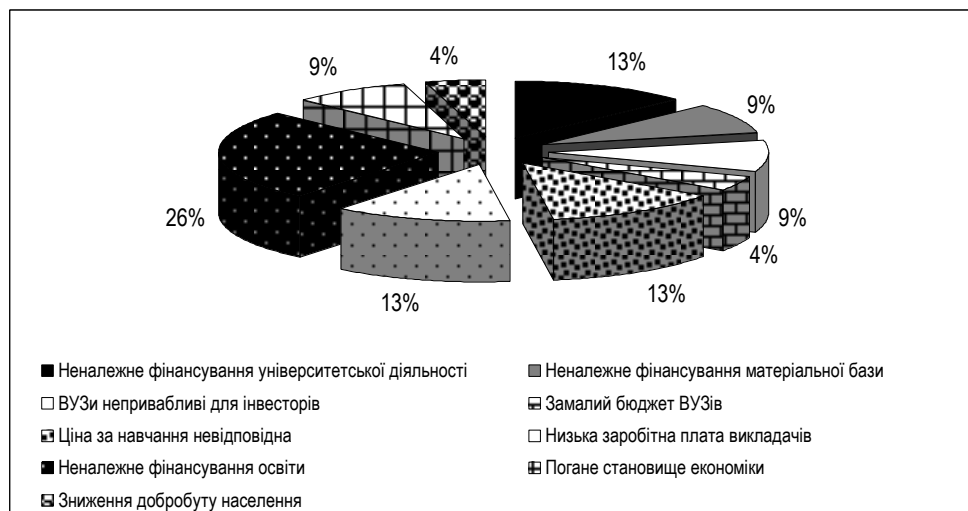 4%
13%
9%
9%
26%
9%
4%
13%
13%
Неналежне фінансування університетської діяльності
Неналежне фінансування матеріальної бази
ВУЗи непривабливі для інвесторів
Замалий бюджет ВУЗів
Ціна за навчання невідповідна
Низька заробітна плата викладачів
Неналежне фінансування освіти
Погане становище економіки
Зниження добробуту населення